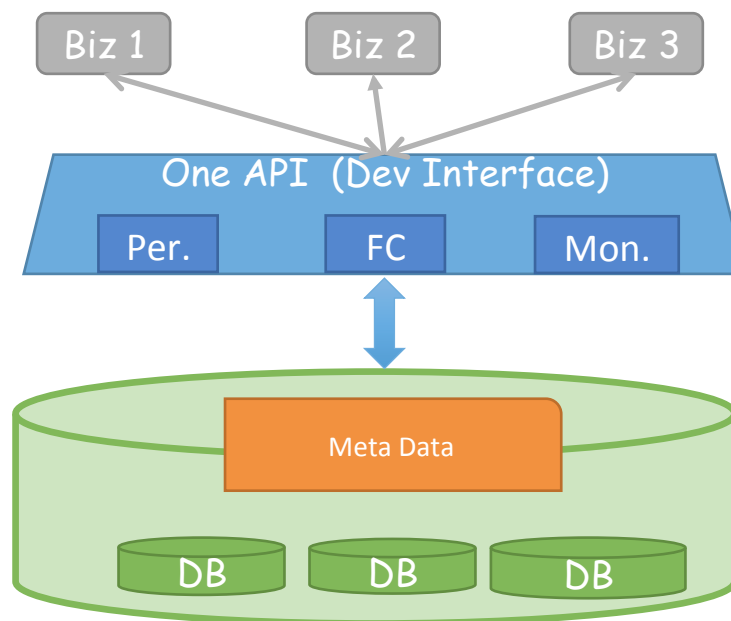 Biz 1
Biz 2
Biz 3
One API (Dev Interface)
Per.
FC
Mon.
Meta Data
DB
DB
DB